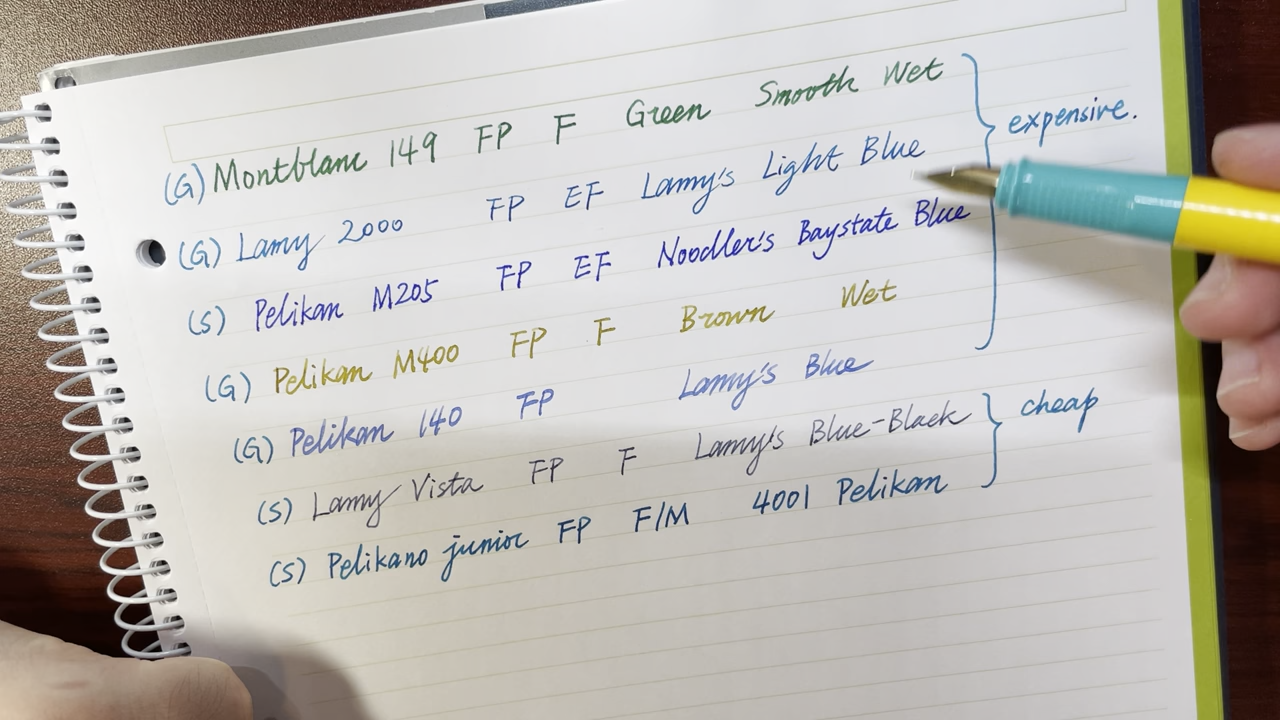 (G) Montblanc 149 FP F Green Smooth Wet
(G) Lamy 2000 FP EF Lamy's Light Blue
(S) Pelikan M205 FP EF Noodler's Baystate Blue
(G) Pelikan M400 FP F Brown Wet
(G) Pelikan 140 FP Lamy's Blue
expensive.
(S) Lamy Vista FP F Lamy's Blue-Black
(S) Pelikano junior FP F/M 4001 Pelikan
cheap